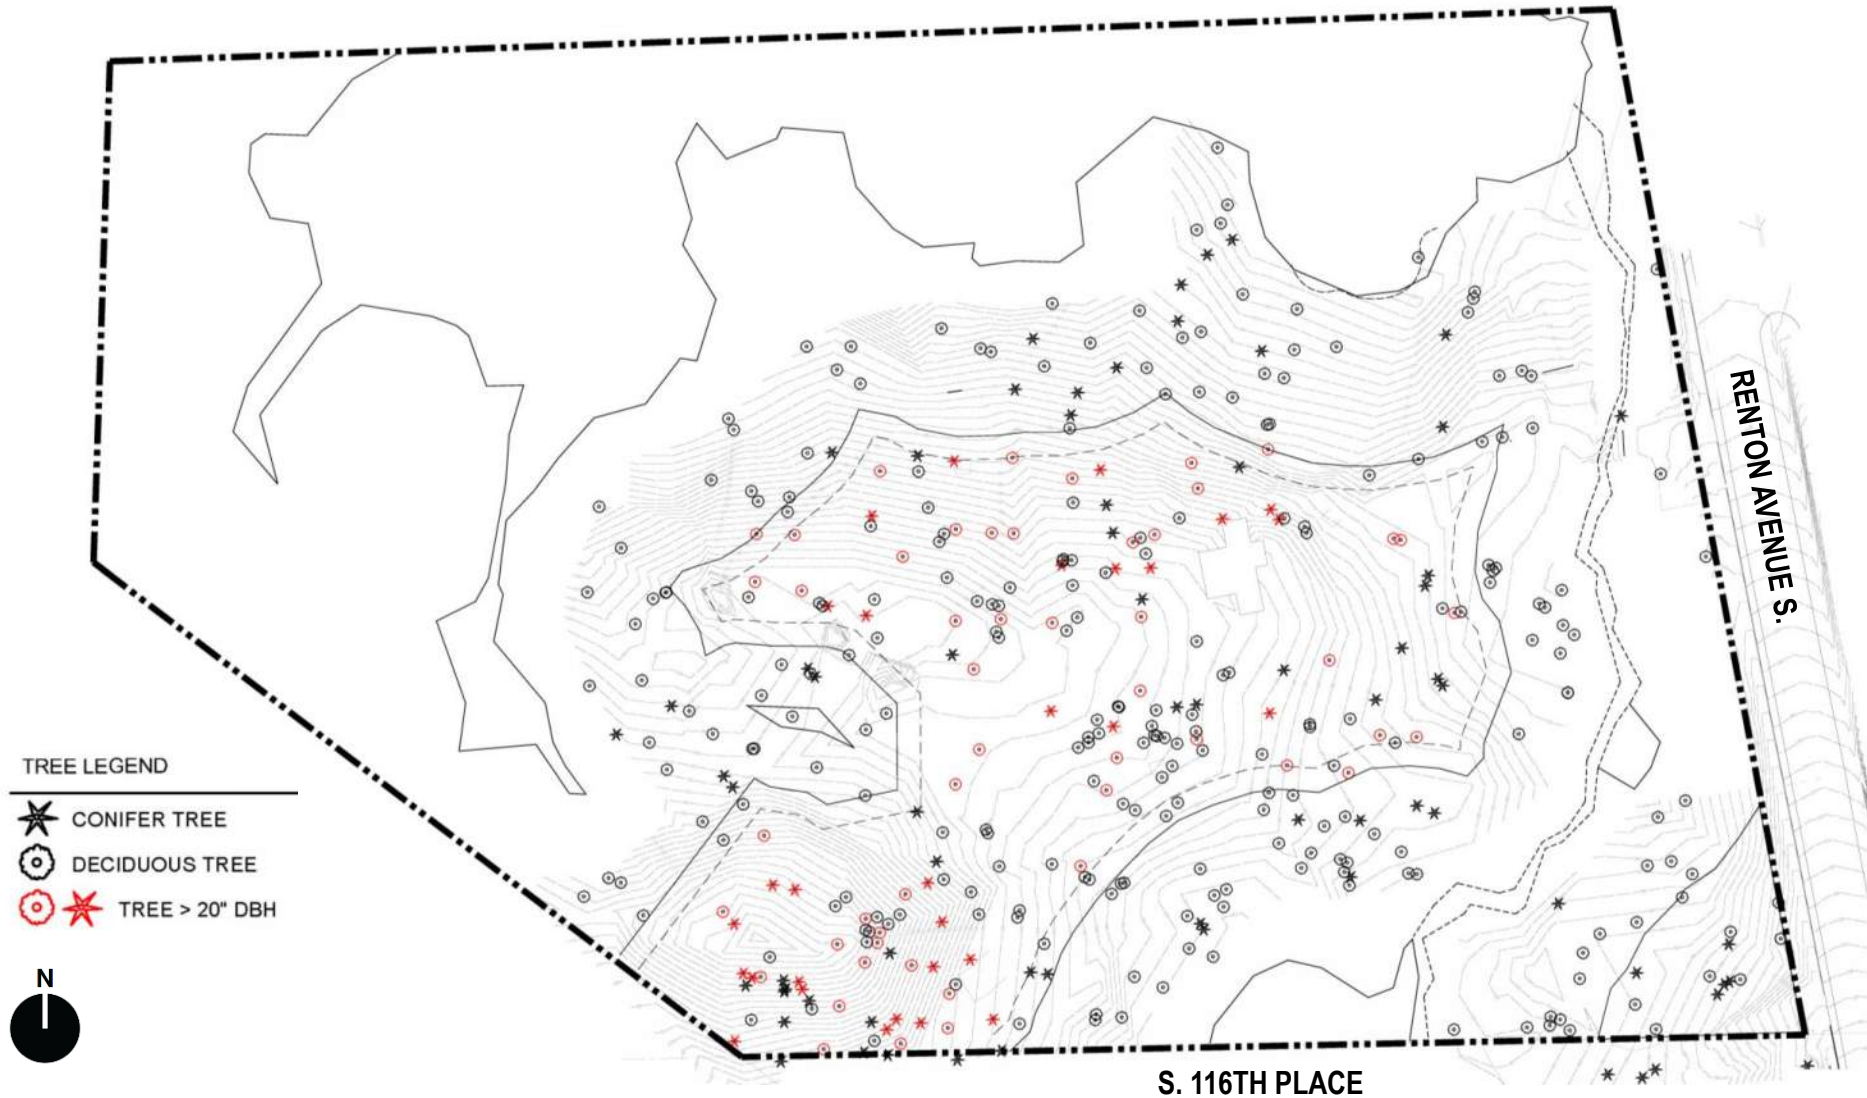 RENTON AVENUE S.
TREE LEGEND
CONIFER TREE
DECIDUOUS TREE
TREE > 20" DBH
N
S. 116TH PLACE